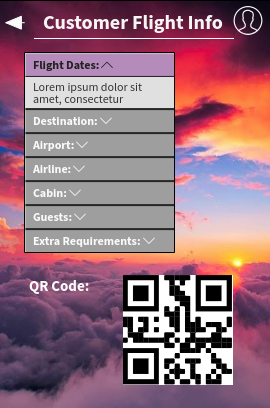 Customer Flight Info
Flight Dates:
Lorem ipsum dolor sit
amet, consectetur
Destination:
Airport:
Airline:
Cabin:
Guests:
Extra Requirements:
QR Code: